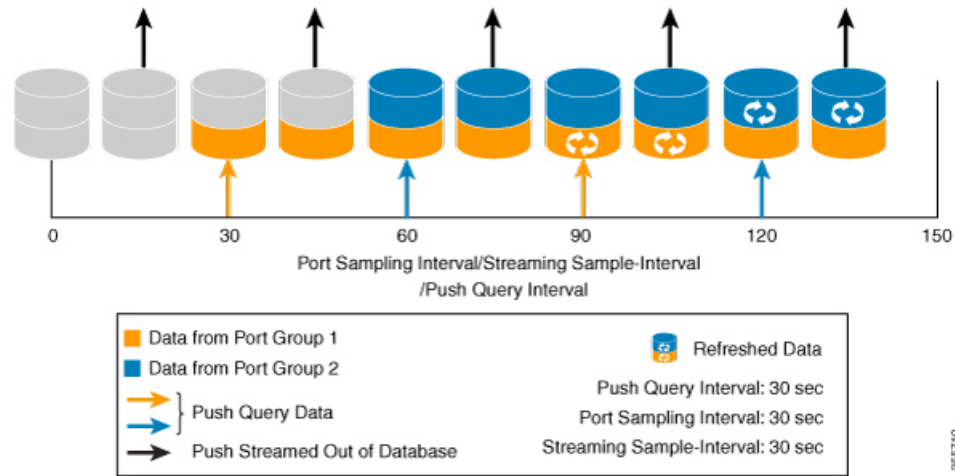 0 30 60 90 120 150
Port Sampling Interval/Streaming Sample-Interval
/Push Query Interval
Data from Port Group 1
Data from Port Group 2
Push Query Data
Push Streamed Out of Database
Refreshed Data
Push Query Interval: 30 sec
Port Sampling Interval: 30 sec
Streaming Sample-Interval: 30 sec